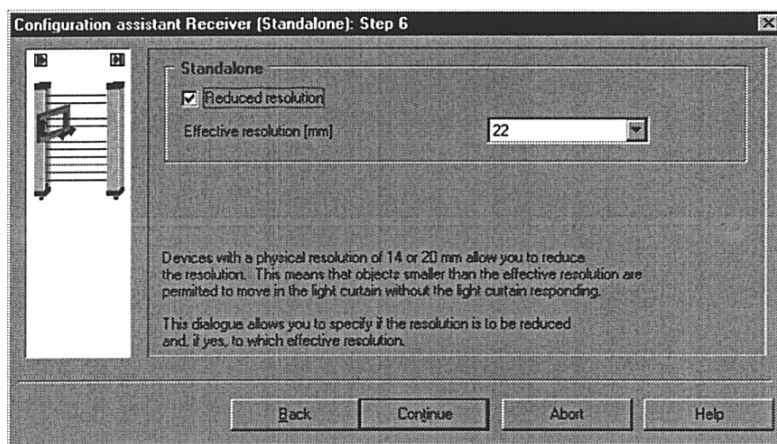 Configuration assistant Receiver (Standalone): Step 6
Standalone
Reduced resolution
Effective resolution [mm]
22
Devices with a physical resolution of 14 or 20 mm allow you to reduce
the resolution. This means that objects smaller than the effective resolution are
permitted to move in the light curtain without the light curtain responding.
This dialogue allows you to specify if the resolution is to be reduced
and, if yes, to which effective resolution.
Back
Continue
Abort
Help